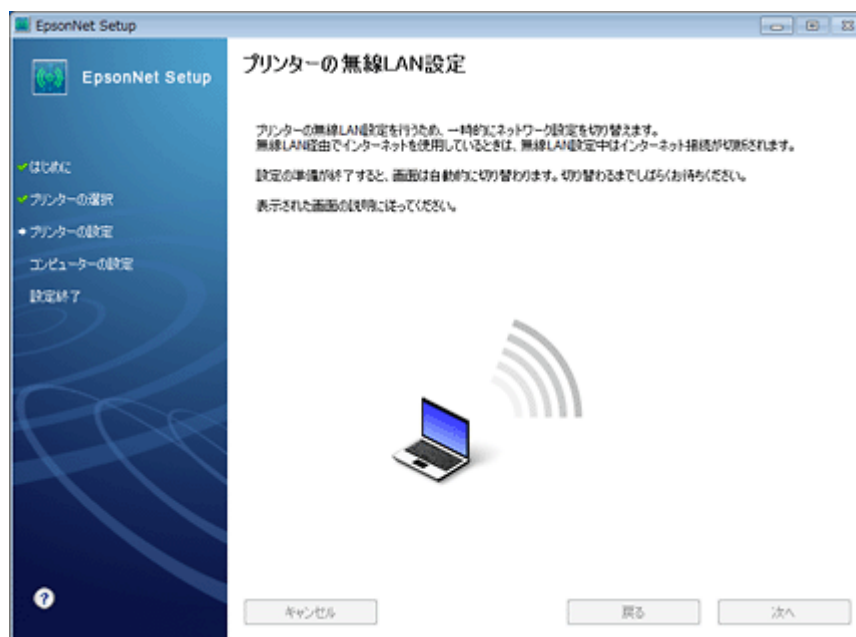 EpsonNet Setup
EpsonNet Setup
プリンターの無線LAN設定
プリンターの無線LAN設定を行うため、一時的にネットワーク設定を切り替えます。
無線LAN経由でインターネットを使用しているときは、無線LAN設定中はインターネット接続が切断されます。
設定の準備が終了すると、画面は自動的に切り替わります。切り替わるまでしばらくお待ちください。
表示された画面の説明に従ってください。
はじめに
プリンターの選択
プリンターの設定
コンピューターの設定
設定終了
?
キャンセル
戻る
次へ